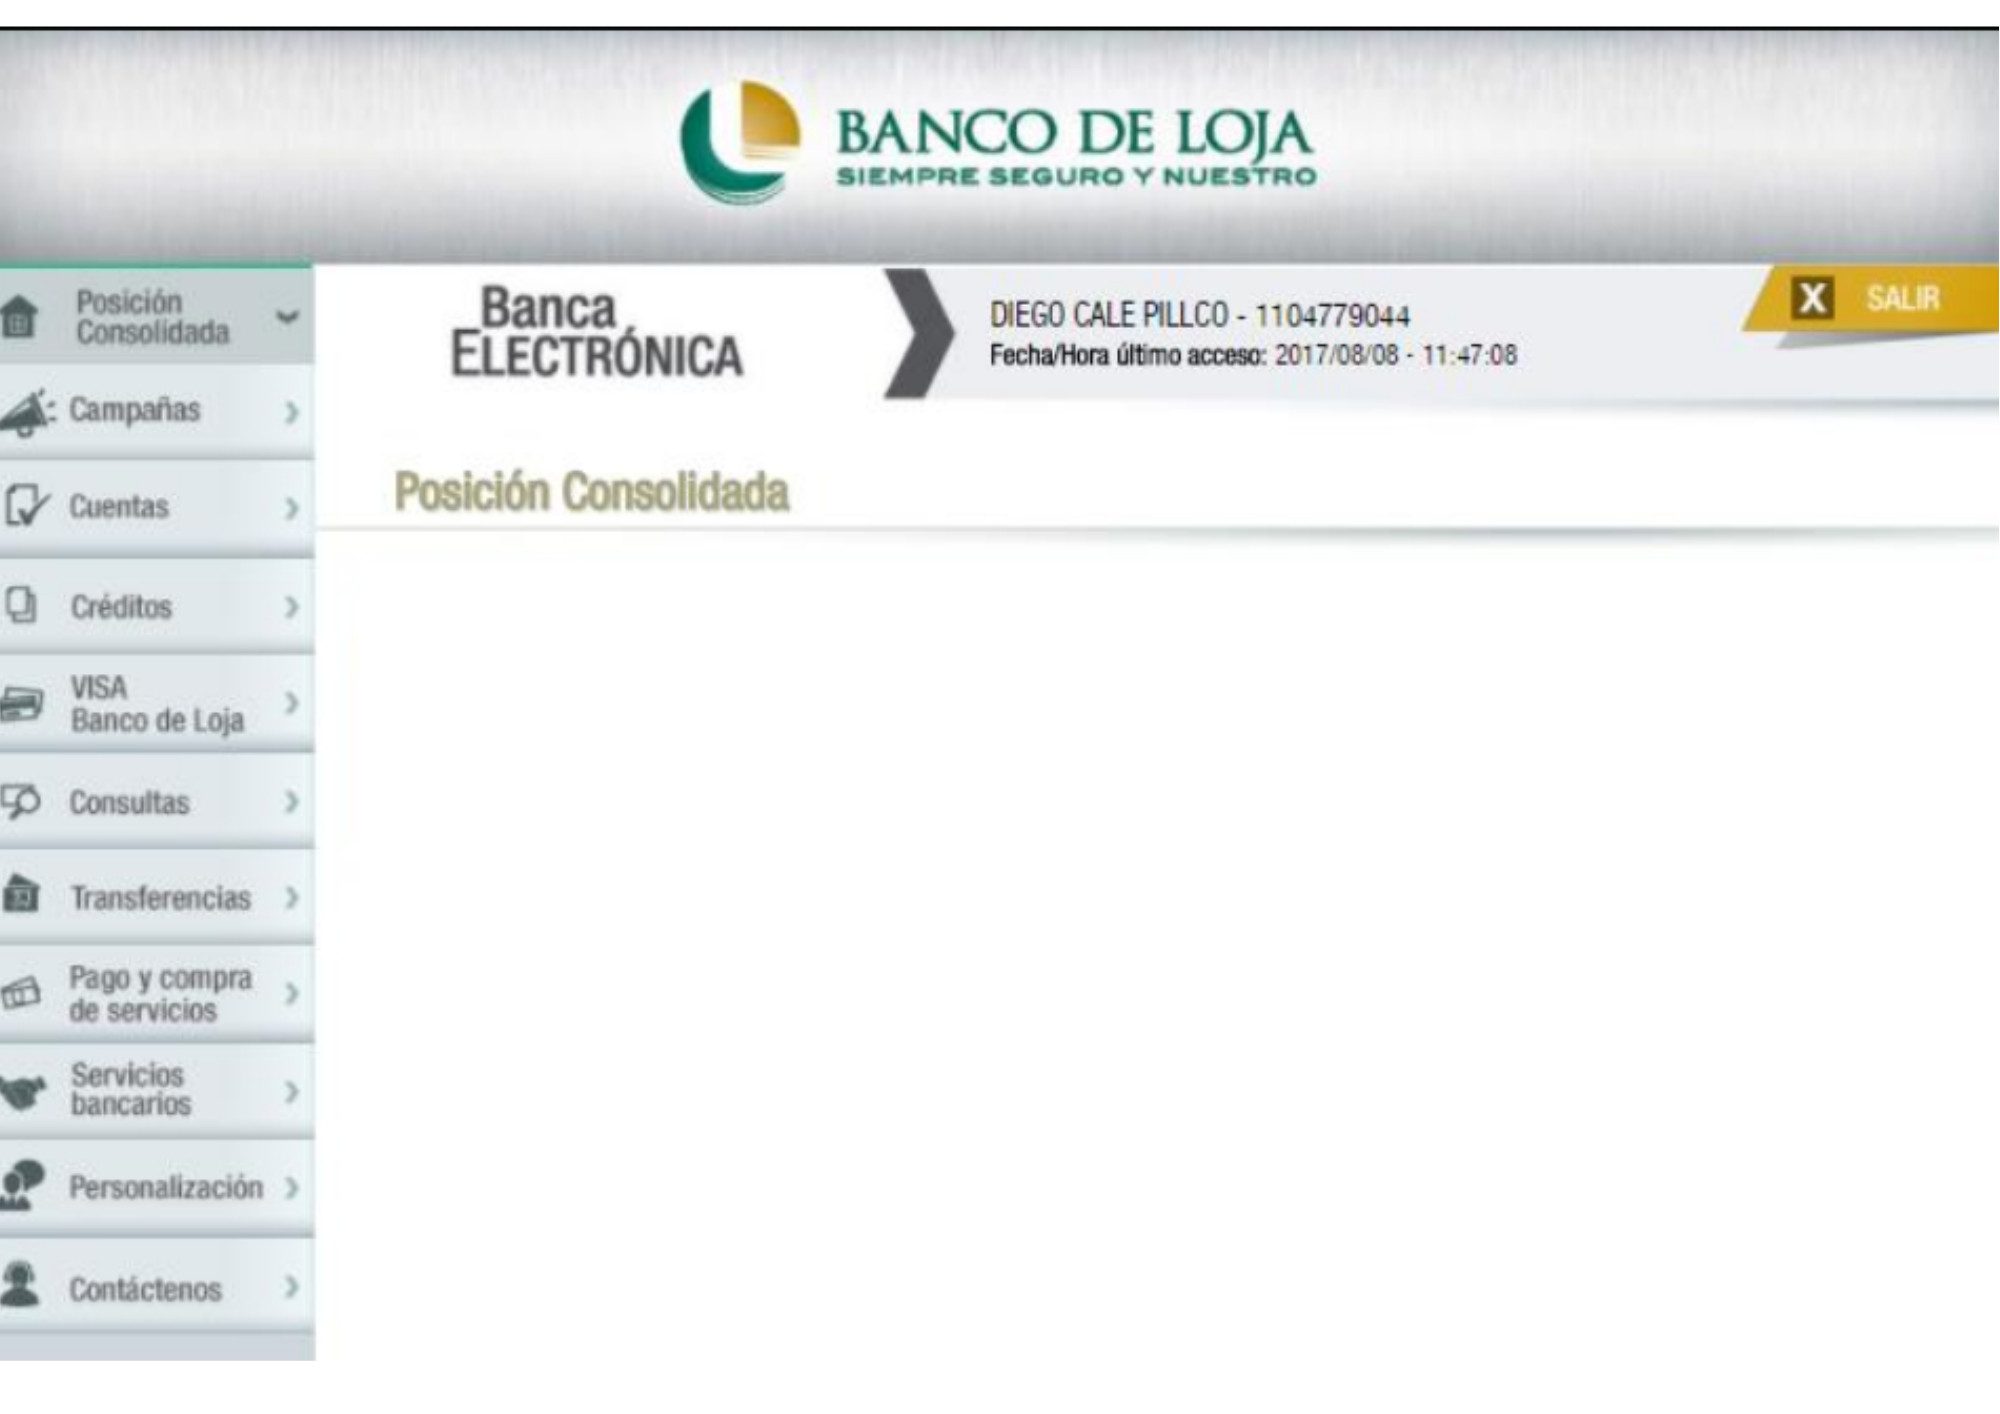 BANCO DE LOJA
SIEMPRE SEGURO Y NUESTRO
Posición
Consolidada
Campañas
Cuentas
Créditos
VISA
Banco de Loja
Consultas
Transferencias
Pago y compra
de servicios
Servicios
bancarios
Personalización
Contáctenos
Banca
ELECTRÓNICA
DIEGO CALE PILLCO - 1104779044
Fecha/Hora último acceso: 2017/08/08 - 11:47:08
X SALIR
Posición Consolidada